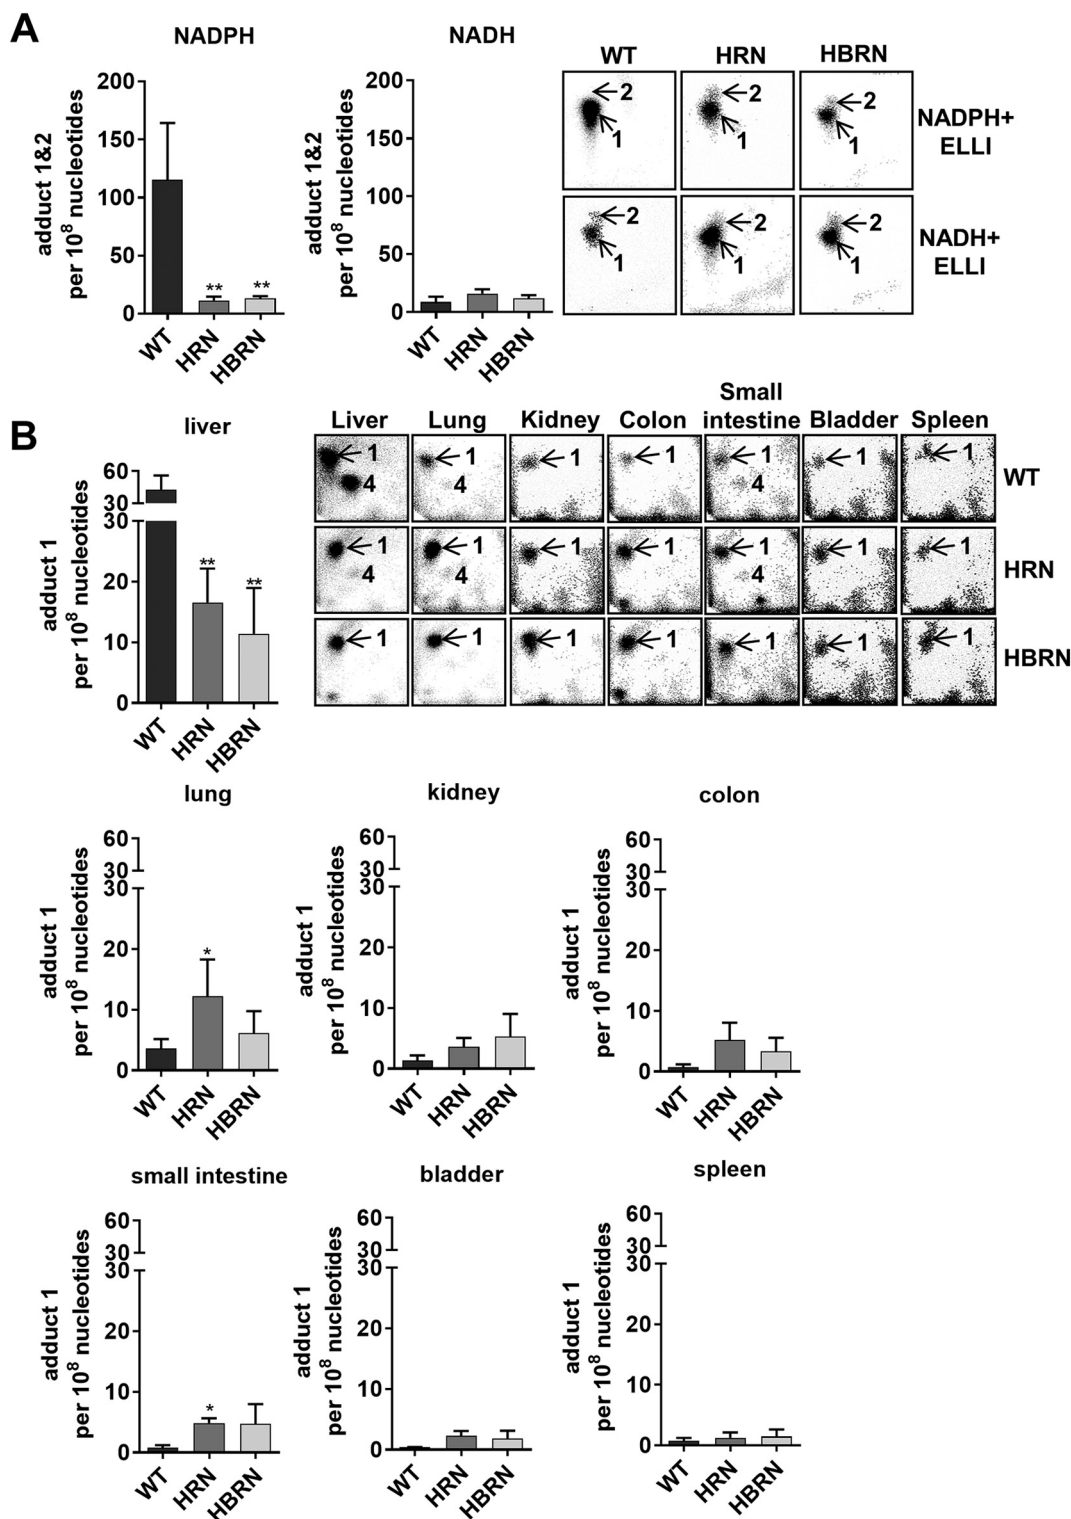 A
NADPH
adduct 1&2
per 10⁸ nucleotides
200
150
100
50
0
**
**
WT
HRN
HBRN
NADH
adduct 1&2
per 10⁸ nucleotides
200
150
100
50
0
WT
HRN
HBRN
WT HRN HBRN
2 2 2
1 1 1
NADPH+
ELLI
2 2 2
1 1 1
NADH+
ELLI
B
liver
adduct 1
per 10⁸ nucleotides
60
30
30
20
10
0
**
**
WT
HRN
HBRN
Small
Liver Lung Kidney Colon intestine Bladder Spleen
1 1 1 1 1 1 1
4 4 4
WT
1 1 1 1 1 1 1
4 4 4
HRN
1 1 1 1 1 1 1
HBRN
lung
adduct 1
per 10⁸ nucleotides
60
30
30
20
10
0
*
WT
HRN
HBRN
kidney
adduct 1
per 10⁸ nucleotides
60
30
30
20
10
0
WT
HRN
HBRN
colon
adduct 1
per 10⁸ nucleotides
60
30
30
20
10
0
WT
HRN
HBRN
small intestine
adduct 1
per 10⁸ nucleotides
60
30
30
20
10
0
*
WT
HRN
HBRN
bladder
adduct 1
per 10⁸ nucleotides
60
30
30
20
10
0
WT
HRN
HBRN
spleen
adduct 1
per 10⁸ nucleotides
60
30
30
20
10
0
WT
HRN
HBRN